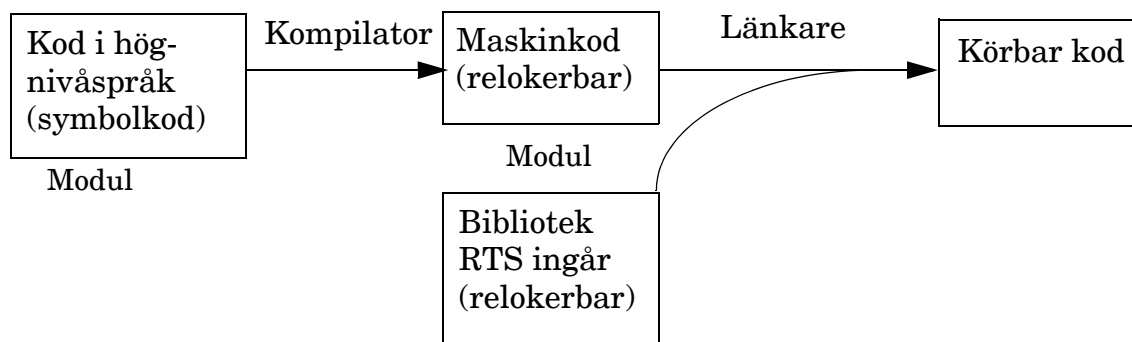 Kod i hög-
nivåspråk
(symbolkod)
Modul
Kompilator
Maskinkod
(relokerbar)
Modul
Länkare
Körbar kod
Bibliotek
RTS ingår
(relokerbar)